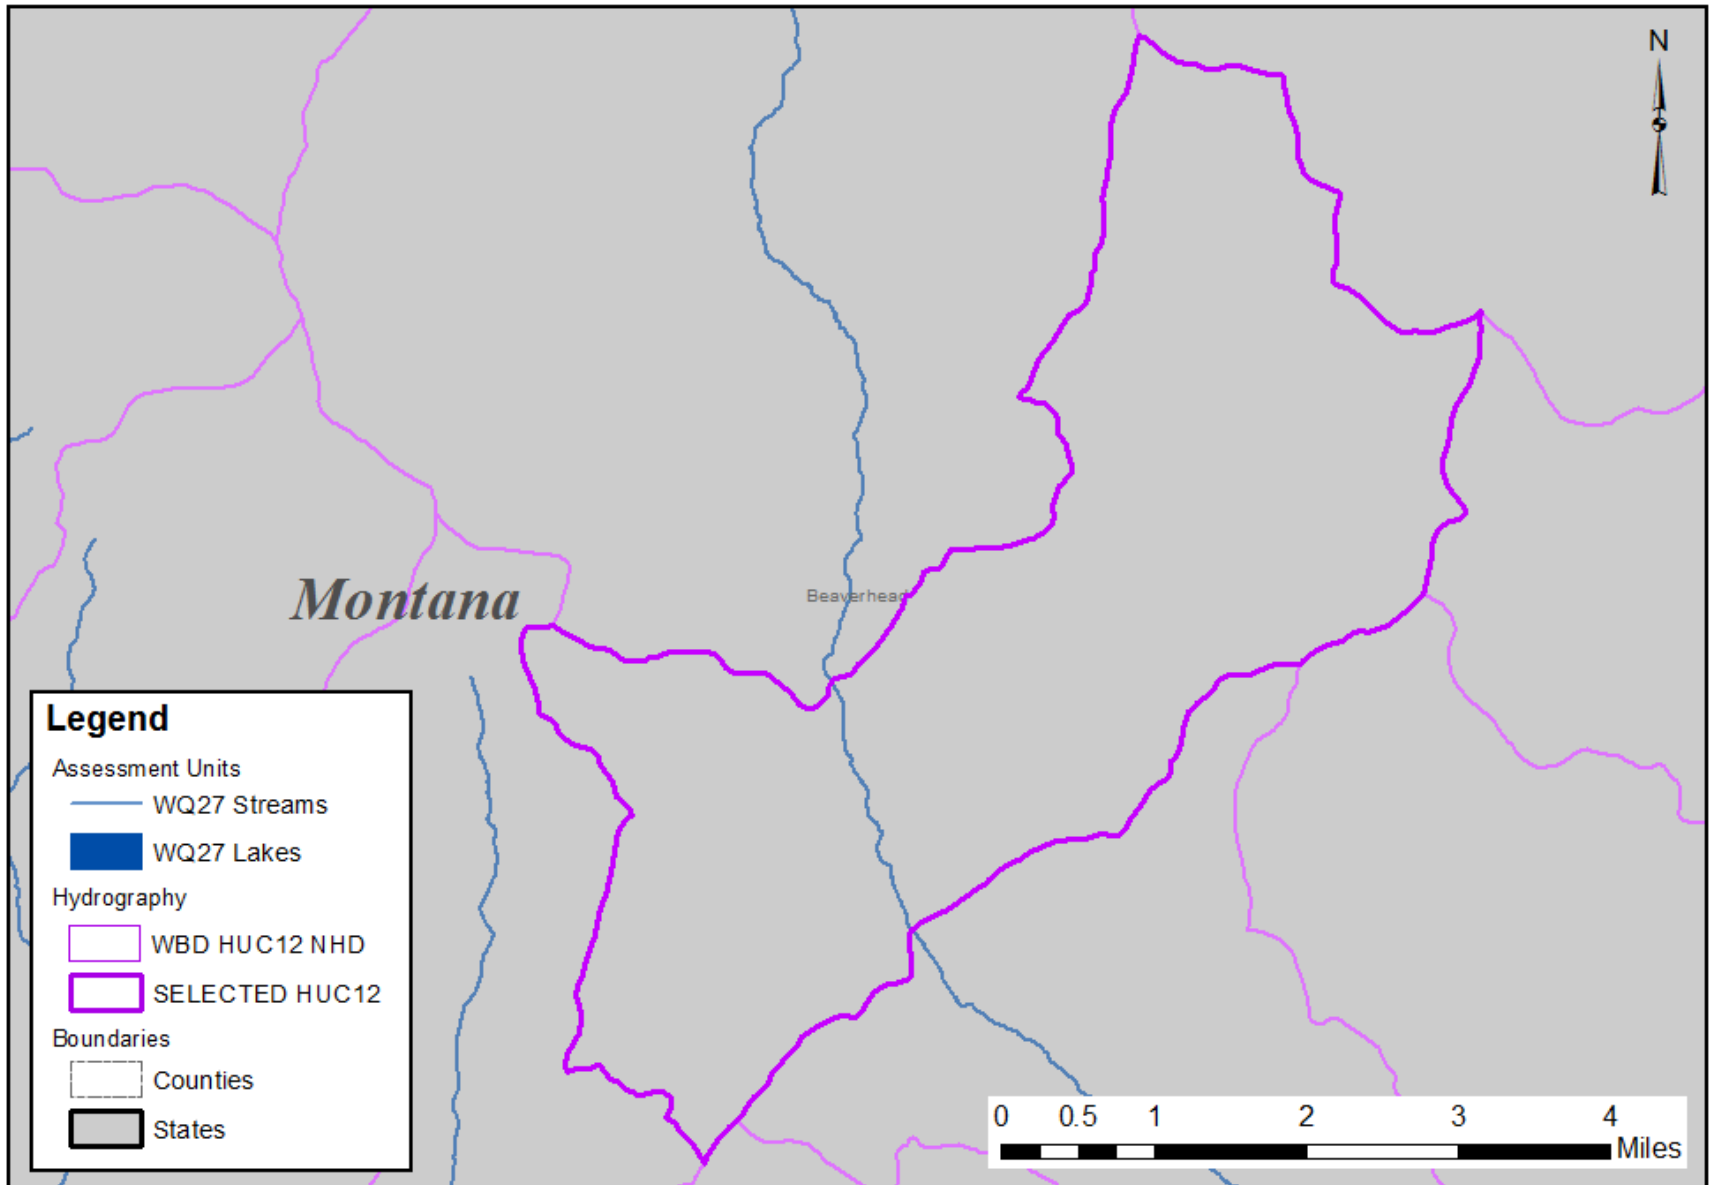 N
Montana
Beaverhead
Legend
Assessment Units
WQ27 Streams
WQ27 Lakes
Hydrography
WBD HUC12 NHD
SELECTED HUC12
Boundaries
Counties
States
0 0.5 1 2 3 4
Miles